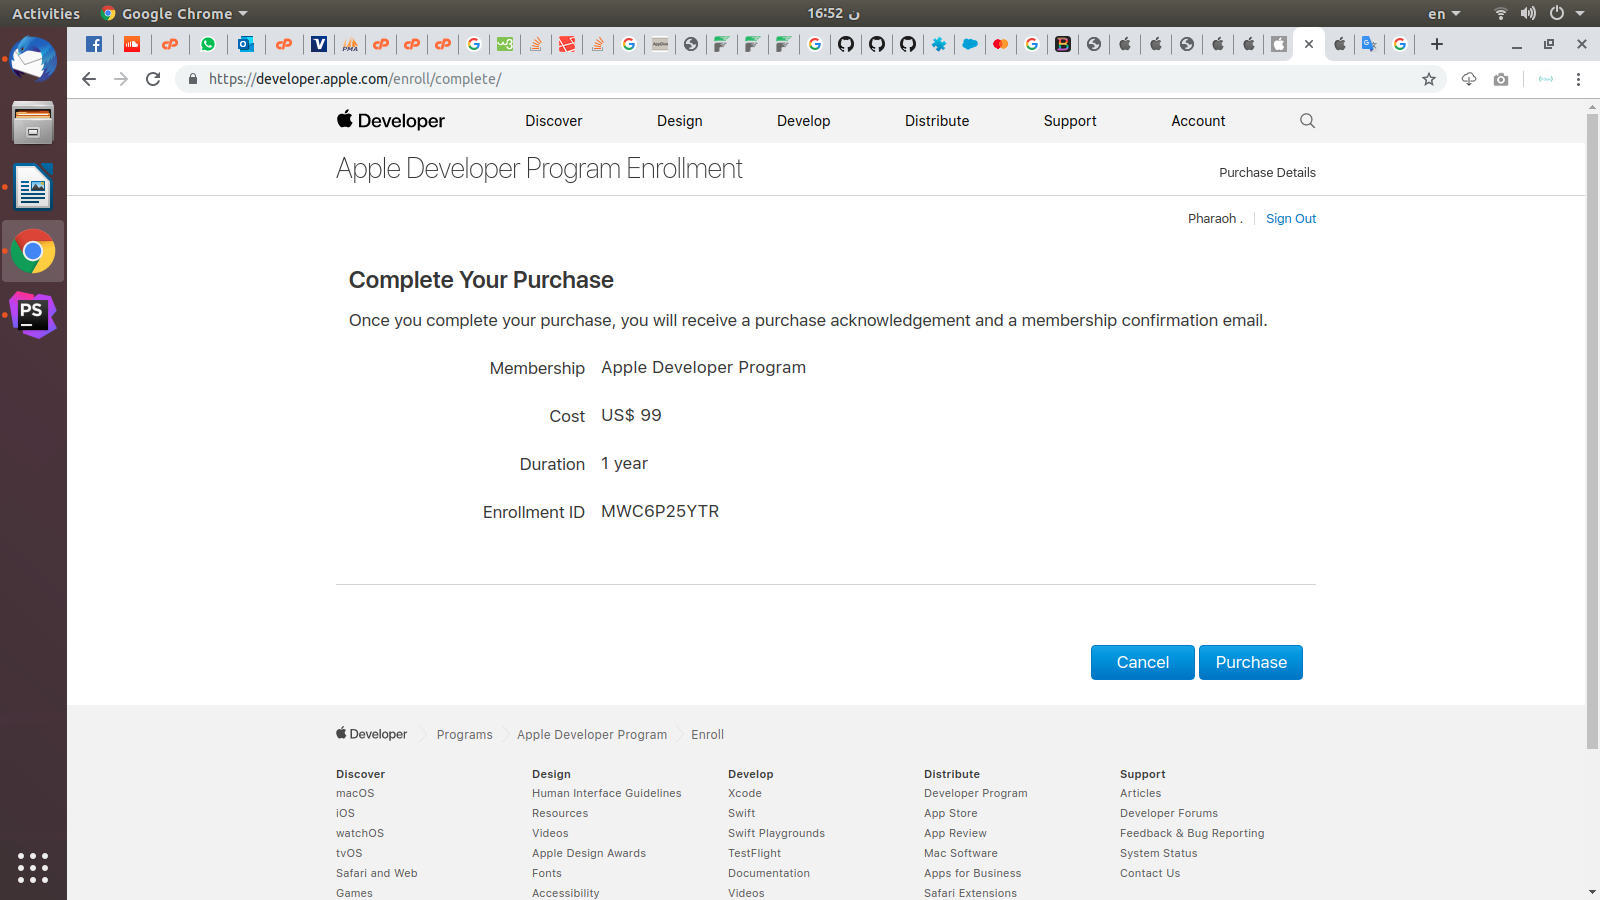 Activities
Google Chrome
16:52 ن
en
https://developer.apple.com/enroll/complete/
Developer
Discover
Design
Develop
Distribute
Support
Account
Apple Developer Program Enrollment
Purchase Details
Pharaoh .
Sign Out
Complete Your Purchase
Once you complete your purchase, you will receive a purchase acknowledgement and a membership confirmation email.
Membership Apple Developer Program
Cost US$ 99
Duration 1 year
Enrollment ID MWC6P25YTR
Cancel
Purchase
Developer
Programs
Apple Developer Program
Enroll
Discover
macOS
iOS
watchOS
tvOS
Safari and Web
Games
Design
Human Interface Guidelines
Resources
Videos
Apple Design Awards
Fonts
Accessibility
Develop
Xcode
Swift
Swift Playgrounds
TestFlight
Documentation
Videos
Distribute
Developer Program
App Store
App Review
Mac Software
Apps for Business
Safari Extensions
Support
Articles
Developer Forums
Feedback & Bug Reporting
System Status
Contact Us
PS